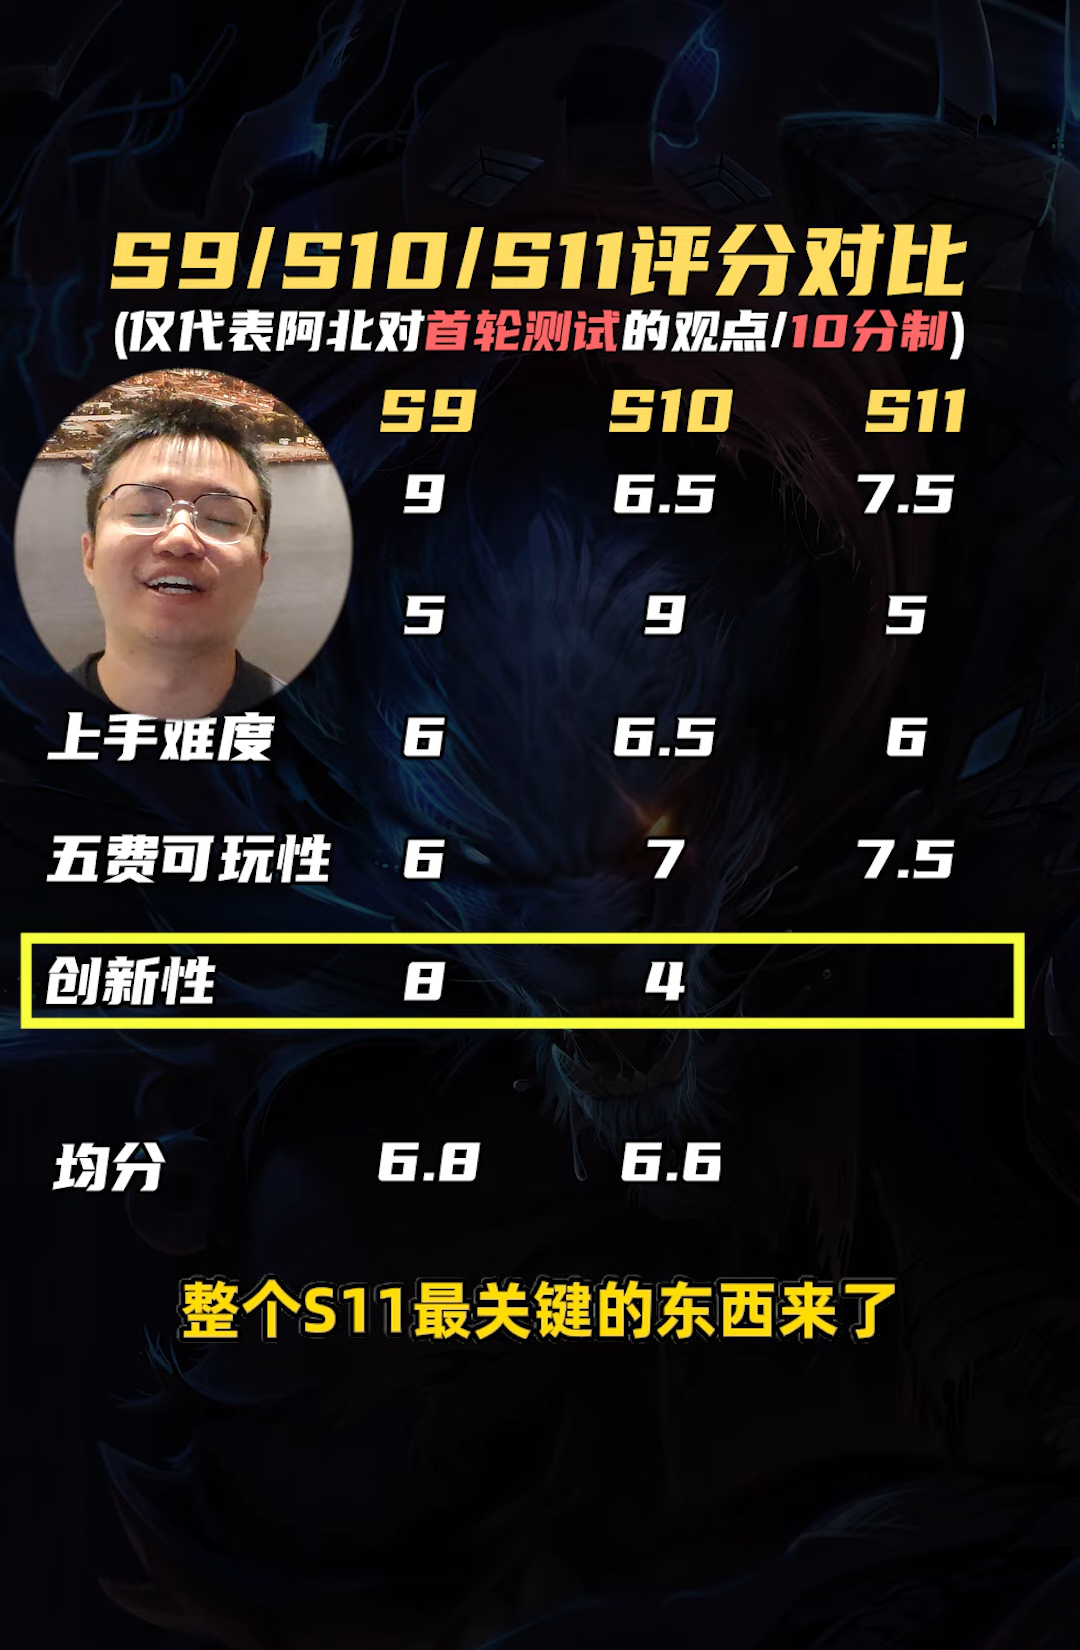 S9/S10/S11评分对比
(仅代表阿北对首轮测试的观点/10分制)
S9 S10 S11
9 6.5 7.5
5 9 5
上手难度 6 6.5 6
五费可玩性 6 7 7.5
创新性 8 4
均分 6.8 6.6
整个S11最关键的东西来了